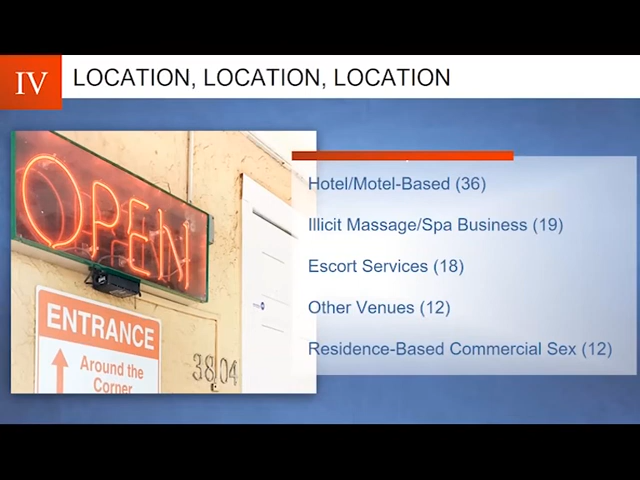 IV
LOCATION, LOCATION, LOCATION
OPEN
ENTRANCE
Around the
Corner
3804
Hotel/Motel-Based (36)
Illicit Massage/Spa Business (19)
Escort Services (18)
Other Venues (12)
Residence-Based Commercial Sex (12)